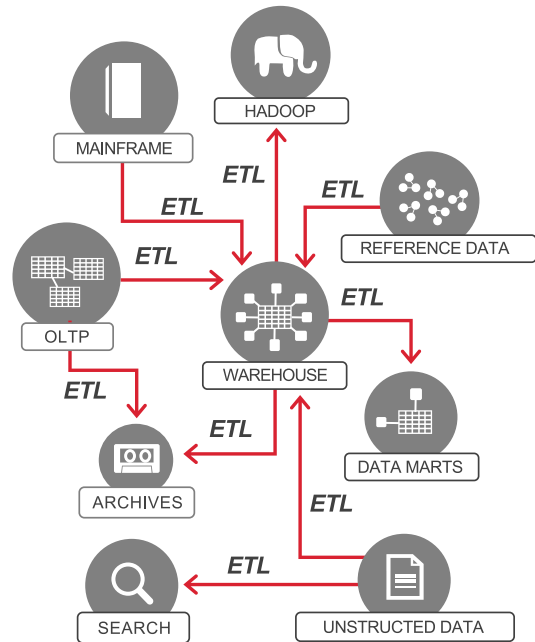 HADOOP
MAINFRAME
ETL
ETL
ETL
REFERENCE DATA
ETL
ETL
OLTP
WAREHOUSE
ETL
ETL
DATA MARTS
ARCHIVES
ETL
ETL
SEARCH
UNSTRUCTED DATA